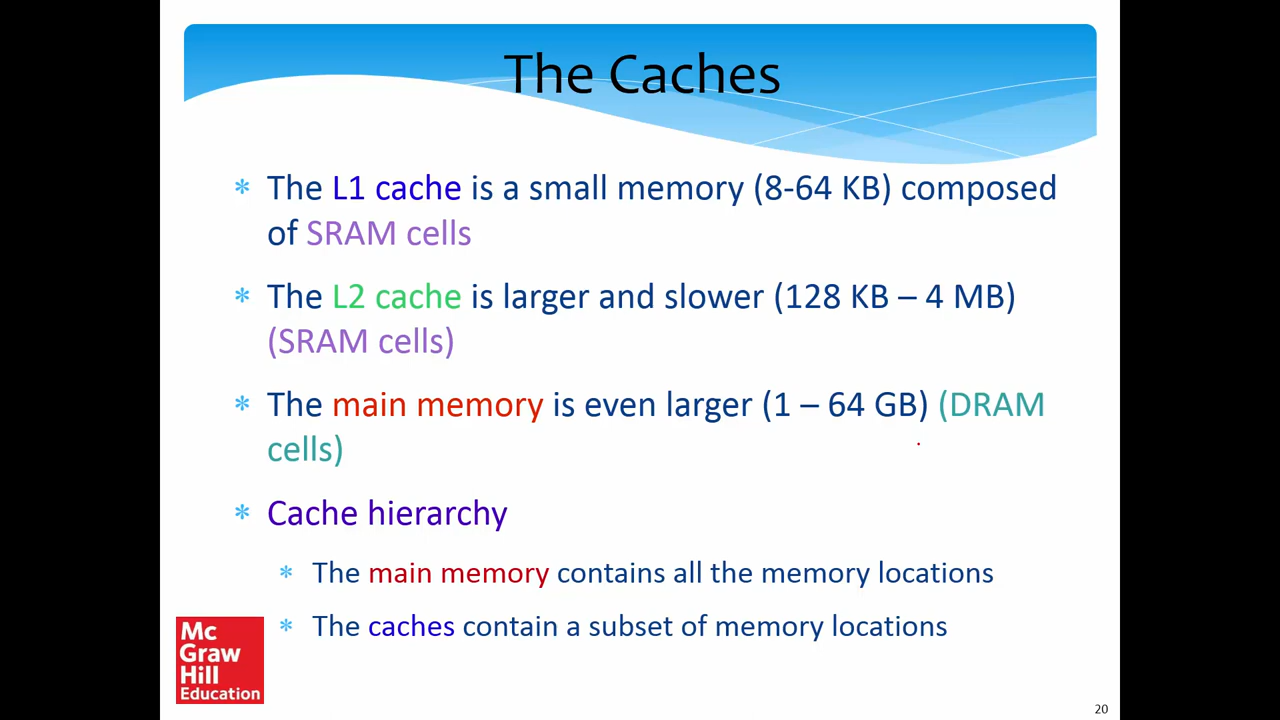 The Caches
* The L1 cache is a small memory (8-64 KB) composed
of SRAM cells
* The L2 cache is larger and slower (128 KB – 4 MB)
(SRAM cells)
* The main memory is even larger (1 – 64 GB) (DRAM
cells)
* Cache hierarchy
* The main memory contains all the memory locations
* The caches contain a subset of memory locations
Mc
Graw
Hill
Education
20